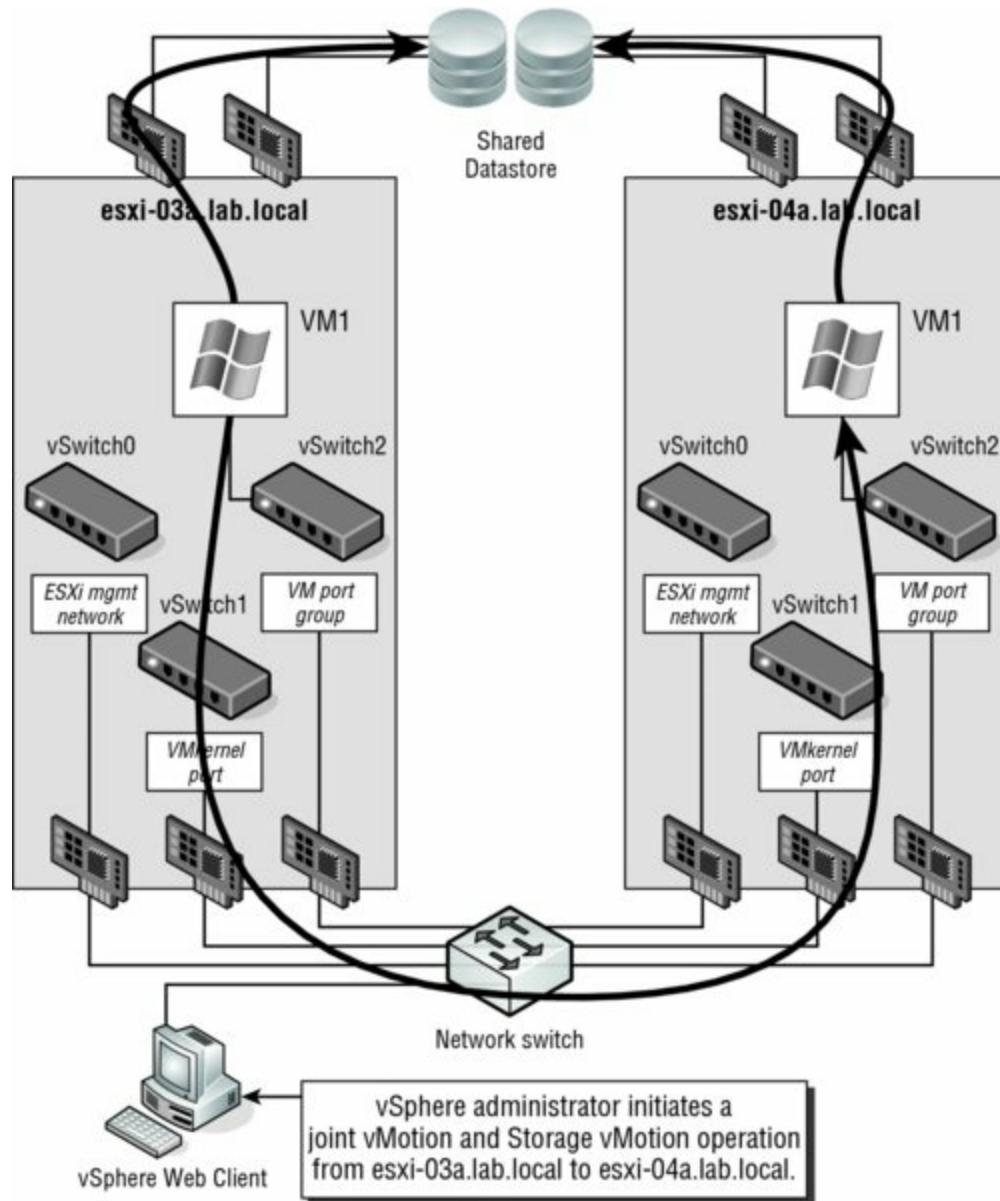 Shared
Datastore
esxi-03a.lab.local
esxi-04a.lab.local
VM1
VM1
vSwitch0
vSwitch2
vSwitch0
vSwitch2
ESXi mgmt
network
vSwitch1
VM port
group
ESXi mgmt
network
vSwitch1
VM port
group
VMkernel
port
VMkernel
port
Network switch
vSphere Web Client
vSphere administrator initiates a
joint vMotion and Storage vMotion operation
from esxi-03a.lab.local to esxi-04a.lab.local.